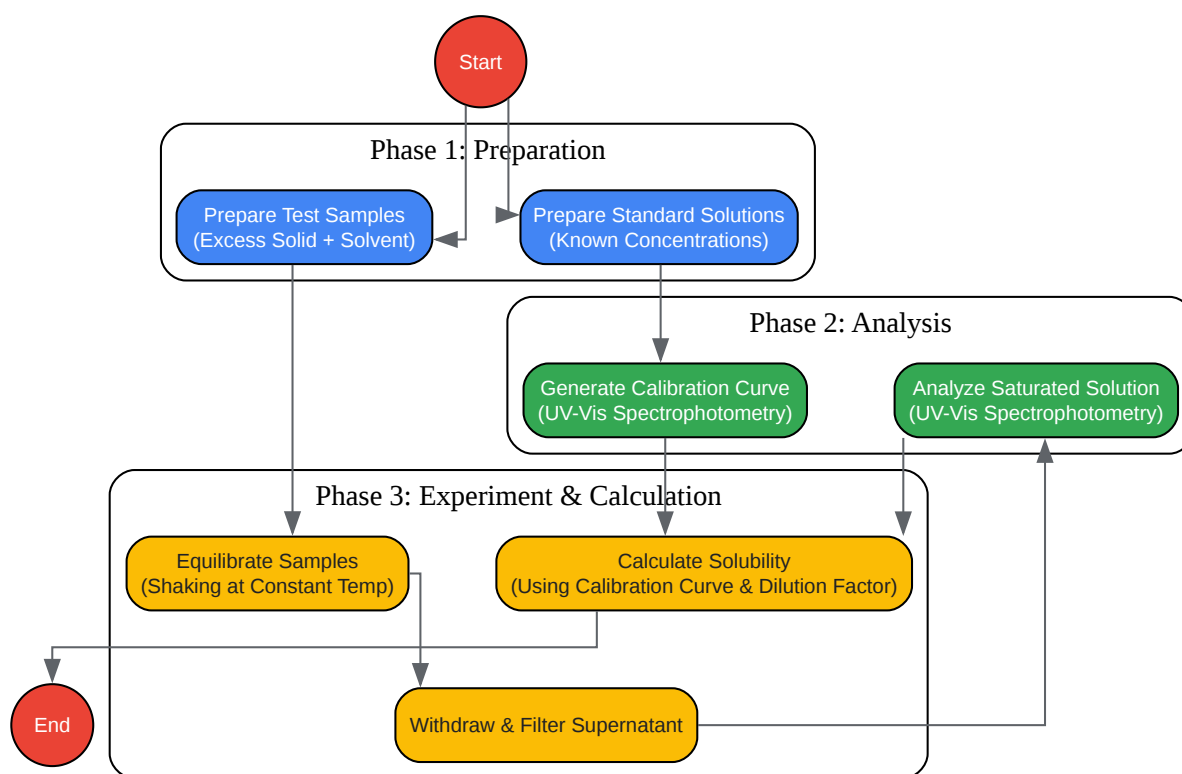 Start
Phase 1: Preparation
Prepare Test Samples
(Excess Solid + Solvent)
Prepare Standard Solutions
(Known Concentrations)
Phase 2: Analysis
Generate Calibration Curve
(UV-Vis Spectrophotometry)
Analyze Saturated Solution
(UV-Vis Spectrophotometry)
Phase 3: Experiment & Calculation
Equilibrate Samples
(Shaking at Constant Temp)
Calculate Solubility
(Using Calibration Curve & Dilution Factor)
End
Withdraw & Filter Supernatant